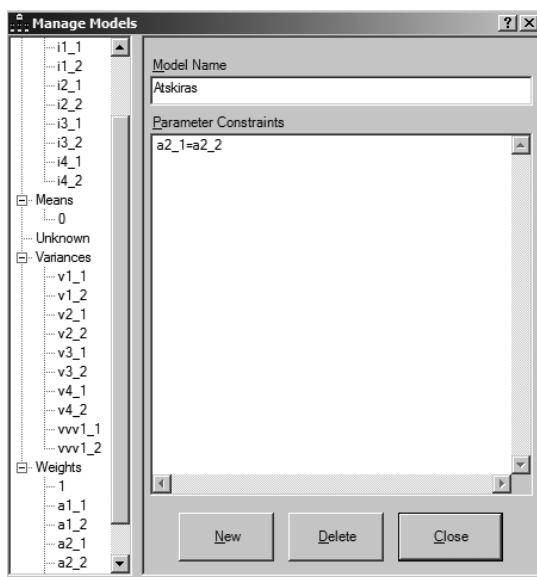 Manage Models
i1_1
i1_2
i2_1
i2_2
i3_1
i3_2
i4_1
i4_2
Means
0
Unknown
Variances
v1_1
v1_2
v2_1
v2_2
v3_1
v3_2
v4_1
v4_2
vvv1_1
vvv1_2
Weights
1
a1_1
a1_2
a2_1
a2_2
Model Name
Atskiras
Parameter Constraints
a2_1=a2_2
New
Delete
Close